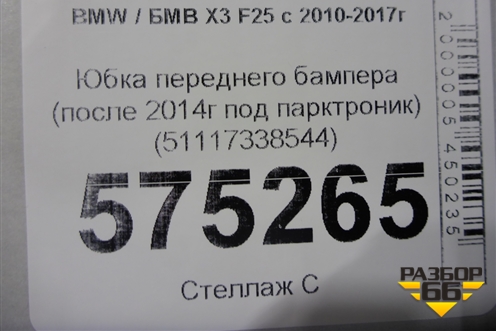 BMW / БМВ X3 F25 с 2010-2017г
Юбка переднего бампера
(после 2014г под парктроник)
(51117338544)
575265
Стеллаж С
2000005450235
РАЗБОР
66